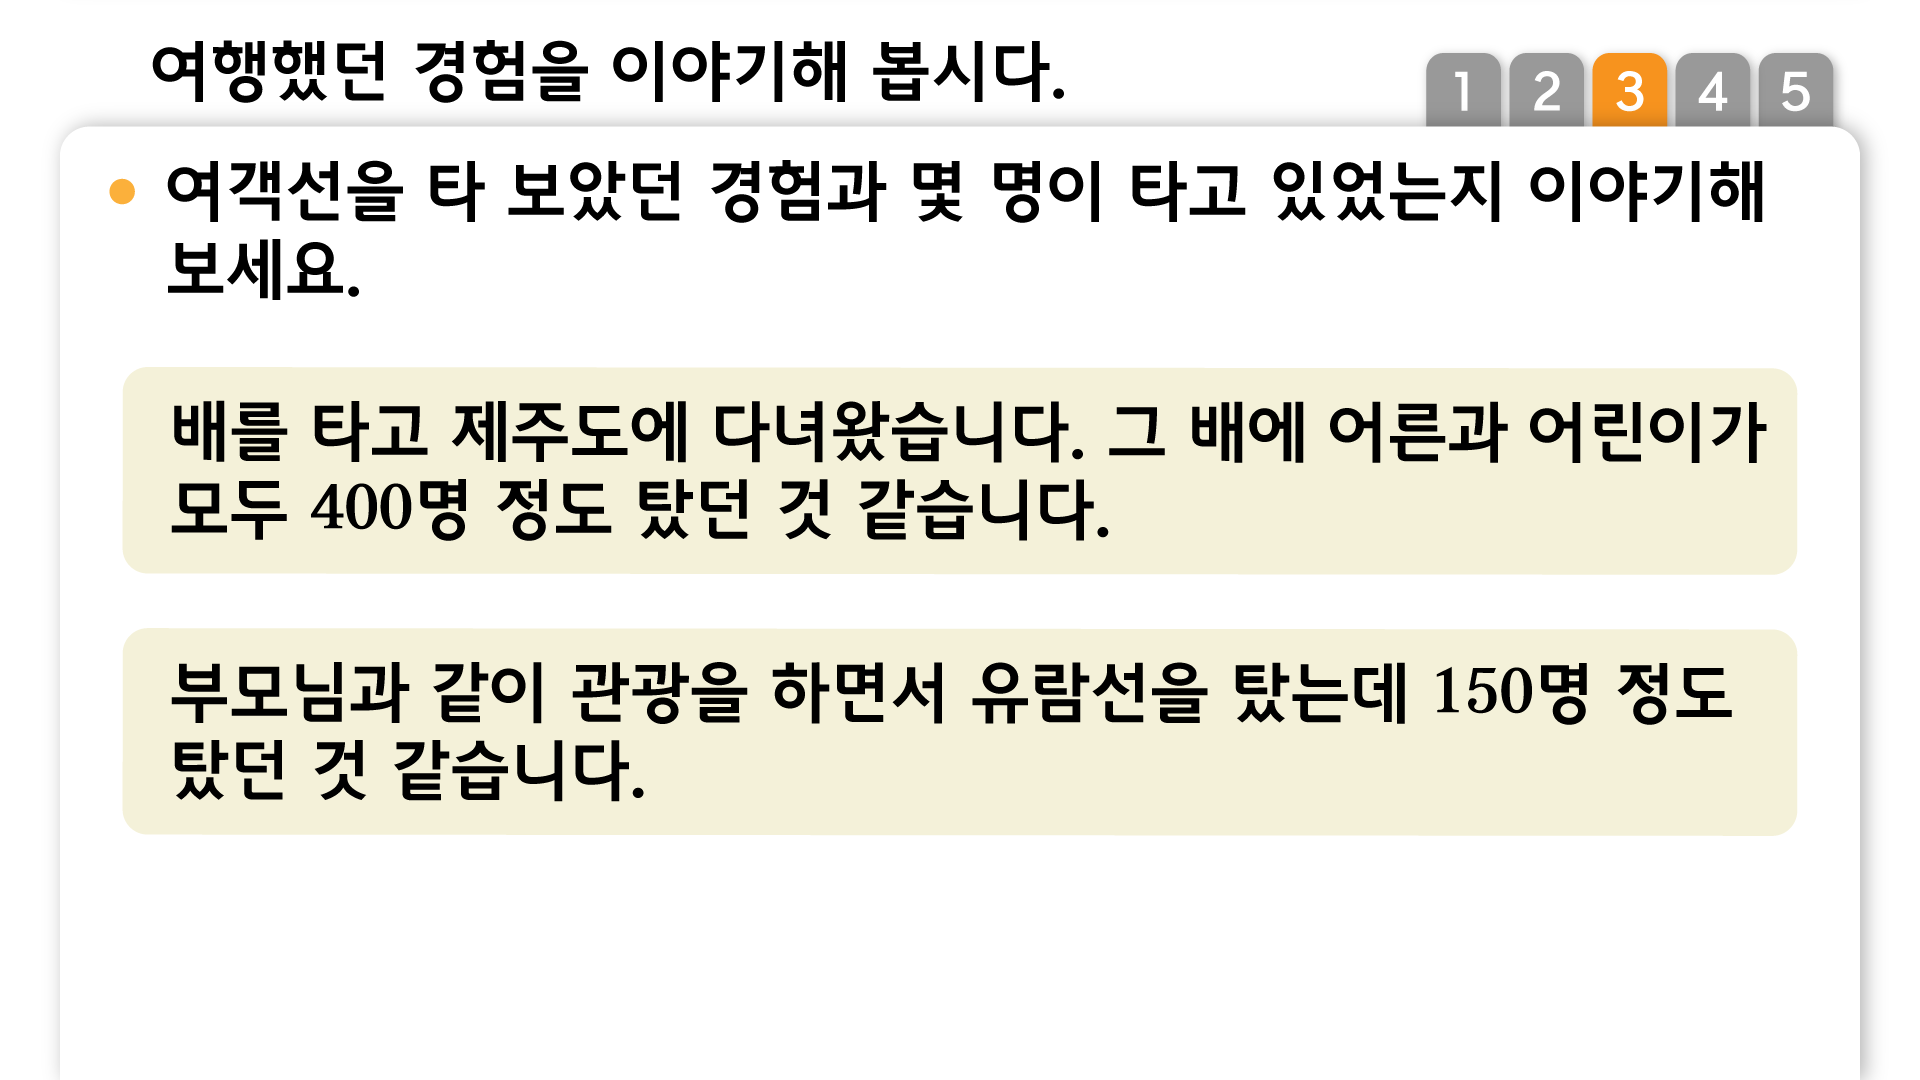 여행했던 경험을 이야기해 봅시다.
1 2 3 4 5
여객선을 타 보았던 경험과 몇 명이 타고 있었는지 이야기해
보세요.
배를 타고 제주도에 다녀왔습니다. 그 배에 어른과 어린이가
모두 400명 정도 탔던 것 같습니다.
부모님과 같이 관광을 하면서 유람선을 탔는데 150명 정도
탔던 것 같습니다.